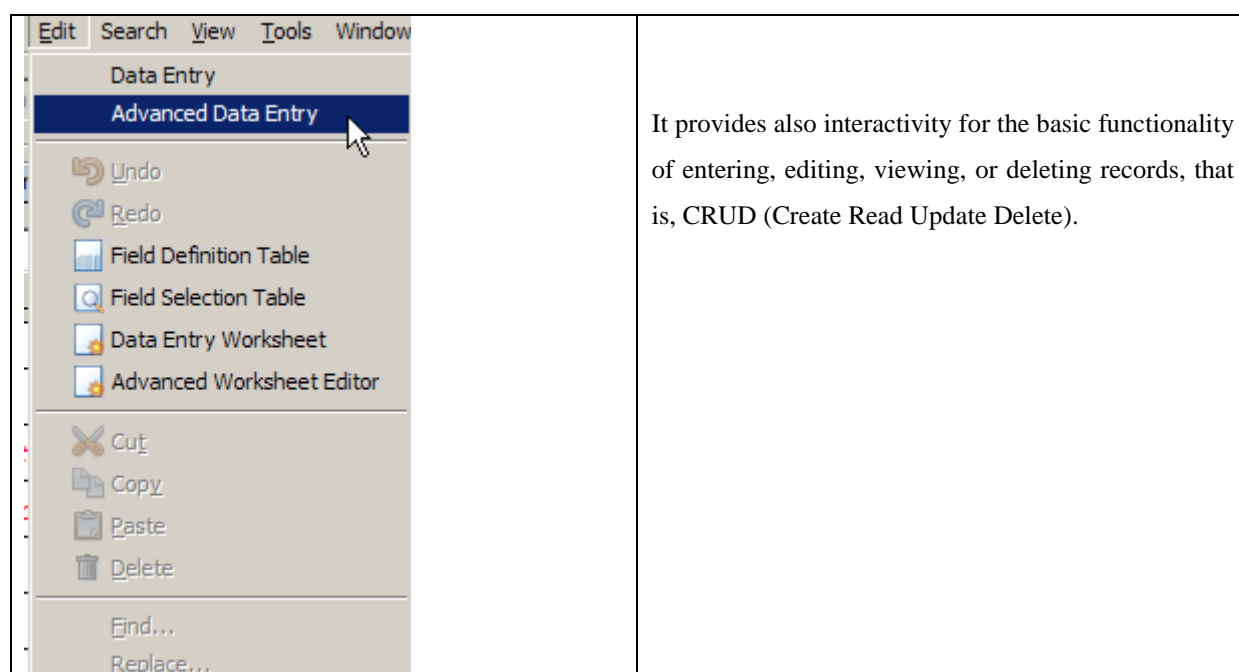 Edit Search View Tools Window
Data Entry
Advanced Data Entry
Undo
Redo
Field Definition Table
Field Selection Table
Data Entry Worksheet
Advanced Worksheet Editor
Cut
Copy
Paste
Delete
Find...
Replace...
It provides also interactivity for the basic functionality
of entering, editing, viewing, or deleting records, that
is, CRUD (Create Read Update Delete).